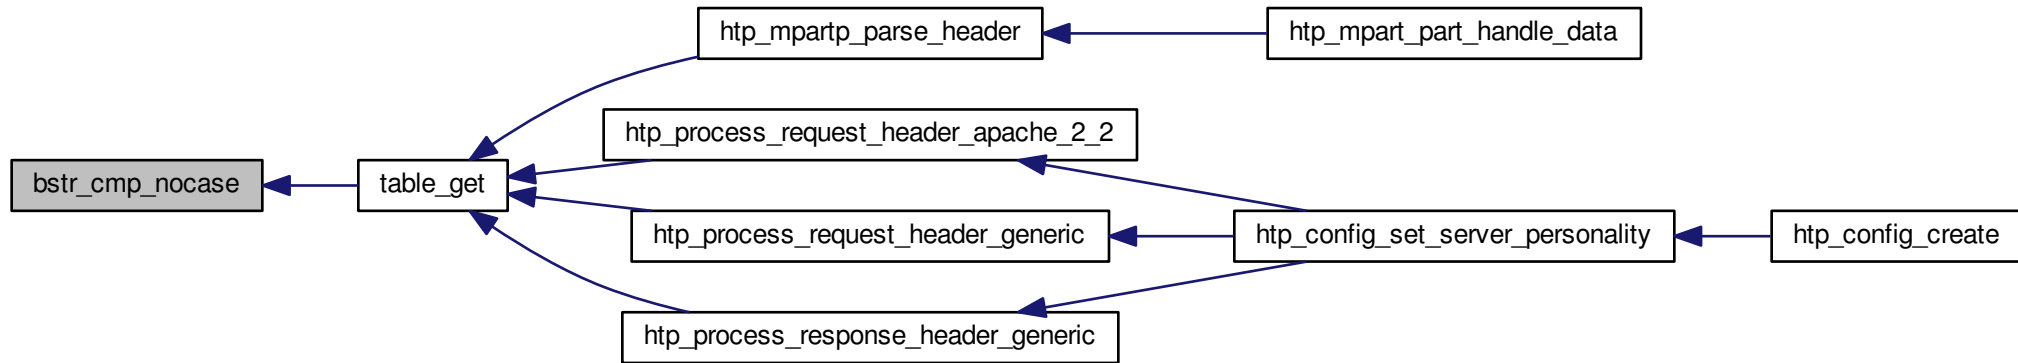 htp_mpartp_parse_header
htp_mpart_part_handle_data
htp_process_request_header_apache_2_2
bstr_cmp_nocase
table_get
htp_process_request_header_generic
htp_config_set_server_personality
htp_config_create
htp_process_response_header_generic